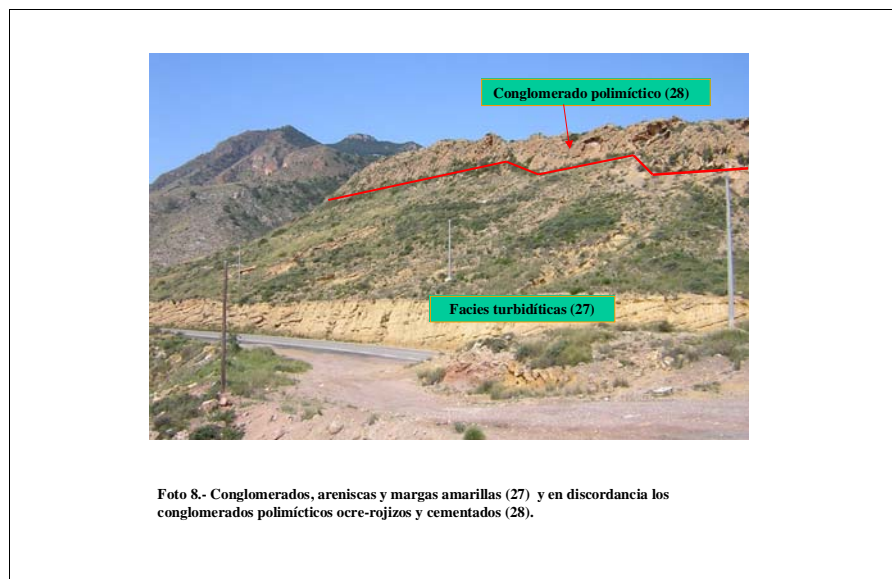 Conglomerado polimíctico (28)
Facies turbidíticas (27)
Foto 8.- Conglomerados, areniscas y margas amarillas (27) y en discordancia los
conglomerados polimícticos ocre-rojizos y cementados (28).